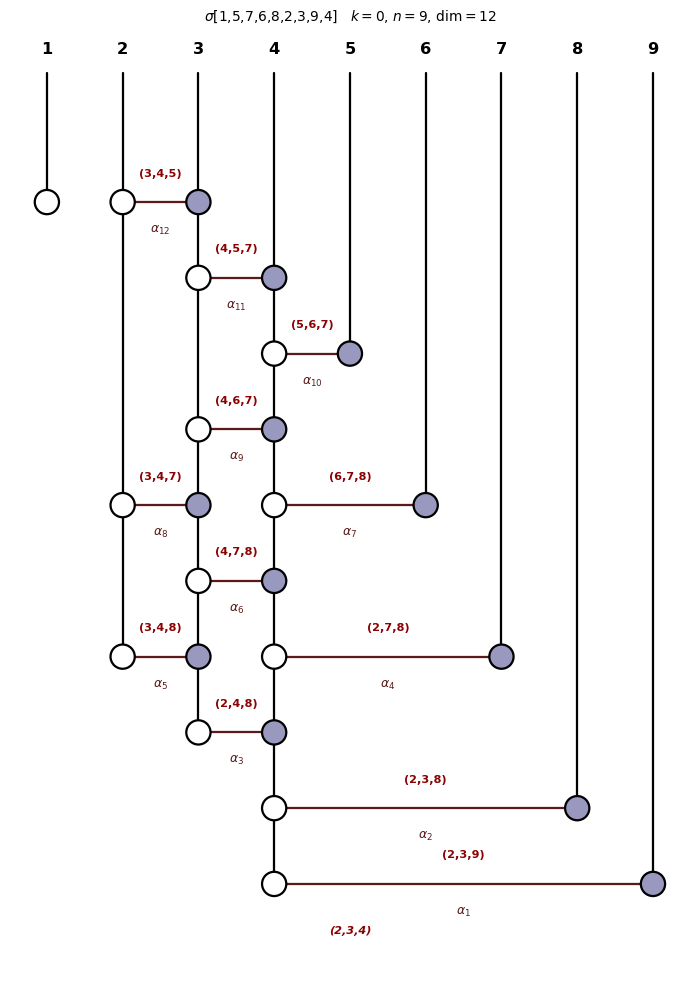 σ[1,5,7,6,8,2,3,9,4] k = 0, n = 9, dim = 12
1 2 3 4 5 6 7 8 9
(3,4,5)
α₁₂
(4,5,7)
α₁₁
(5,6,7)
α₁₀
(4,6,7)
α₉
(3,4,7) (6,7,8)
α₈ α₇
(4,7,8)
α₆
(3,4,8) (2,7,8)
α₅ α₄
(2,4,8)
α₃
(2,3,8)
α₂
(2,3,9)
α₁
(2,3,4)